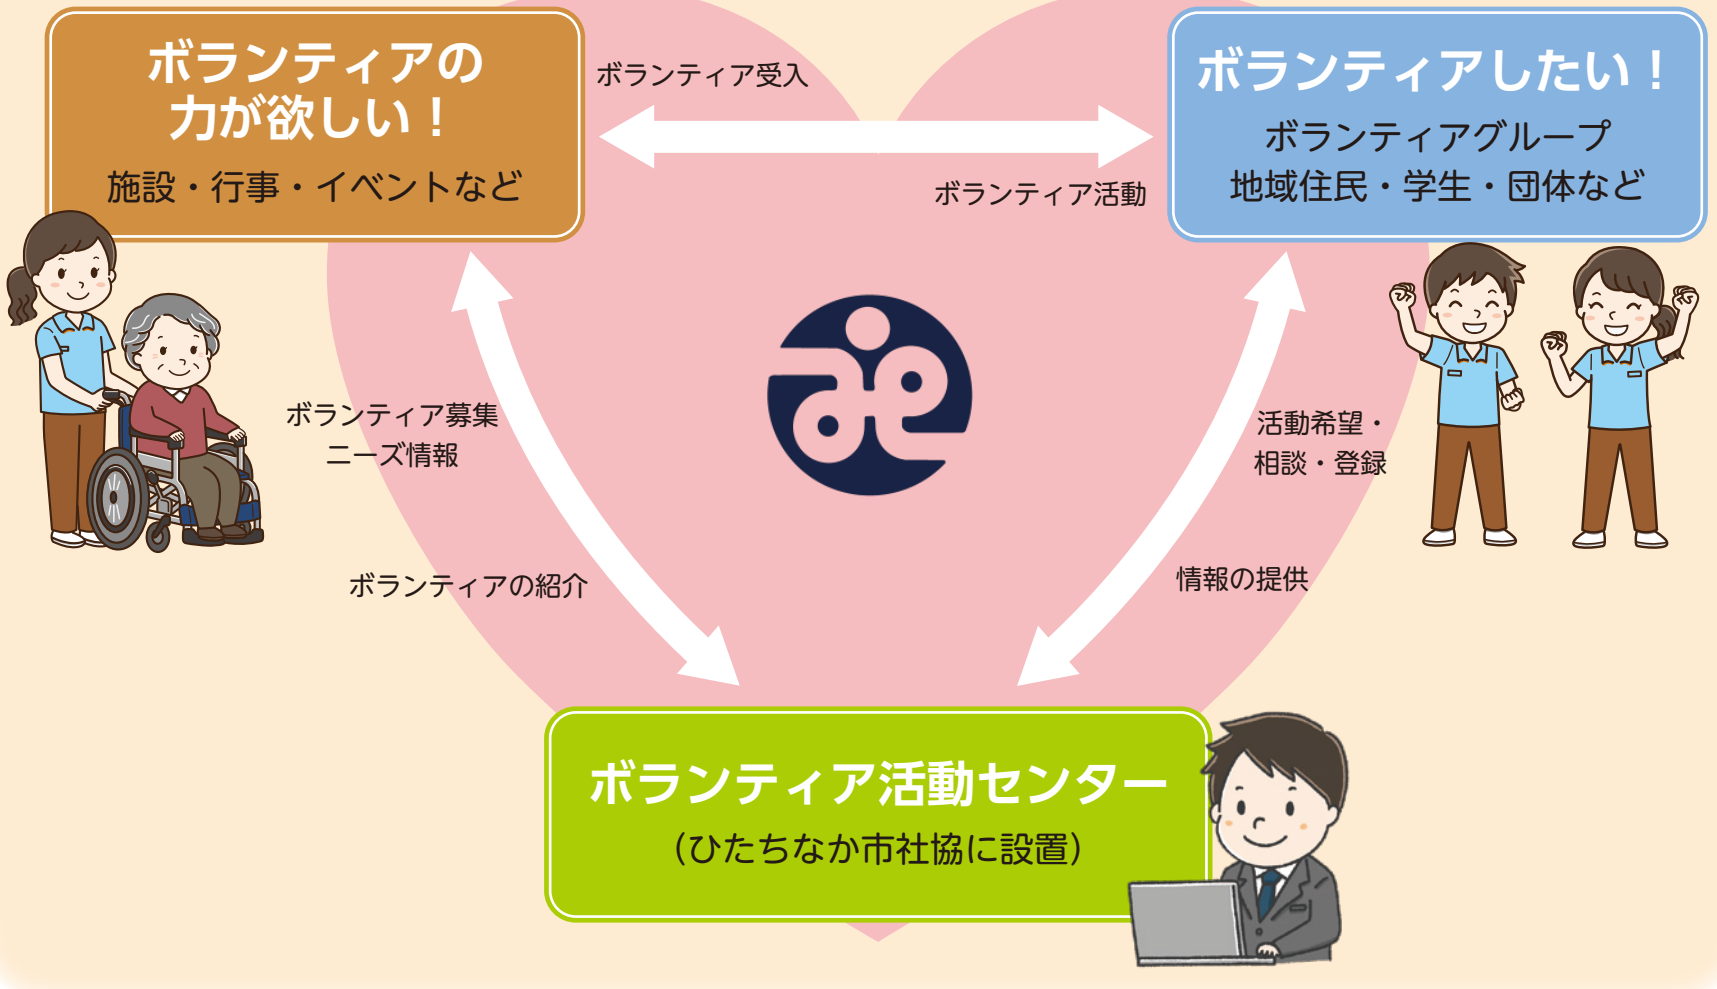 ボランティアの
力が欲しい！
施設・行事・イベントなど
ボランティア受入
ボランティア活動
ボランティアしたい！
ボランティアグループ
地域住民・学生・団体など
ボランティア募集
ニーズ情報
ボランティアの紹介
活動希望・
相談・登録
情報の提供
ボランティア活動センター
（ひたちなか市社協に設置）